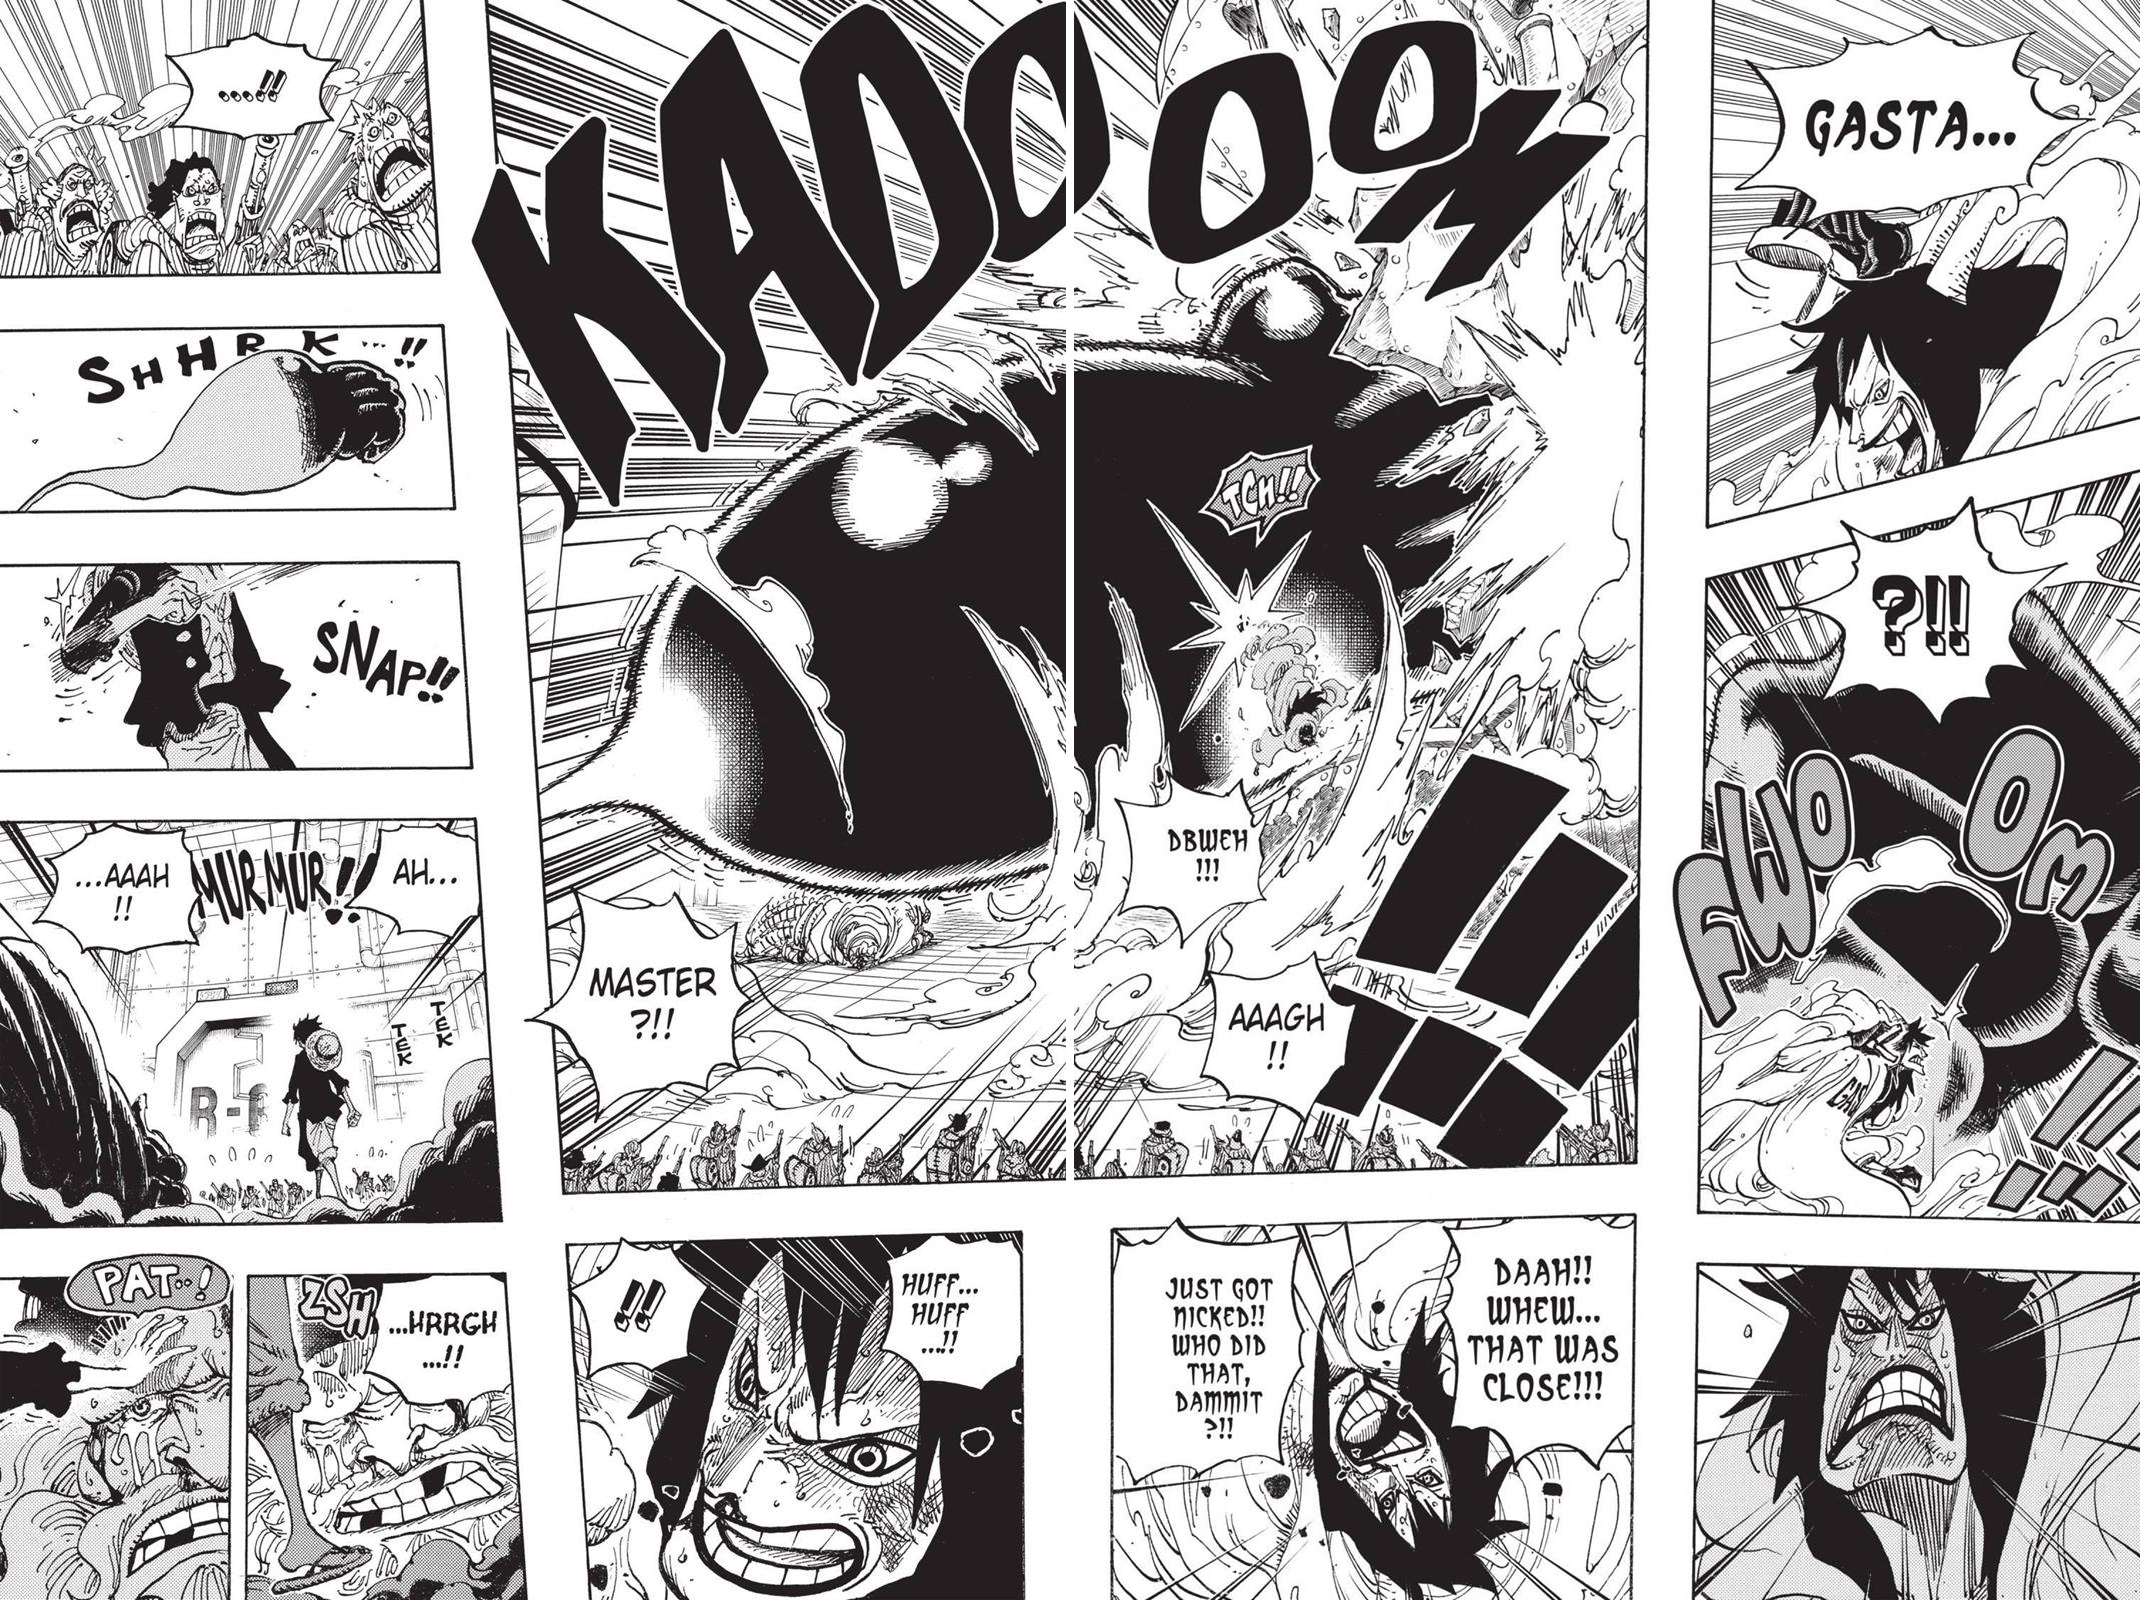 GASTA...
?!!
FWOOM!!!
DAAH!!
WHEW...
THAT WAS
CLOSE!!!
JUST GOT
NICKED!!
WHO DID
THAT,
DAMMIT
?!!
HUFF...
HUFF
...!!
!!
KADOOOM!!!
TCH!!
DBWEH
!!!
AAAGH
!!
MASTER
?!!
...!!
SHHRK...!!
SNAP!!
AH...
MURMUR!!
...AAAH
!!
TEK
TEK
R-
ZSH
...HRRGH
...!!
PAT..!